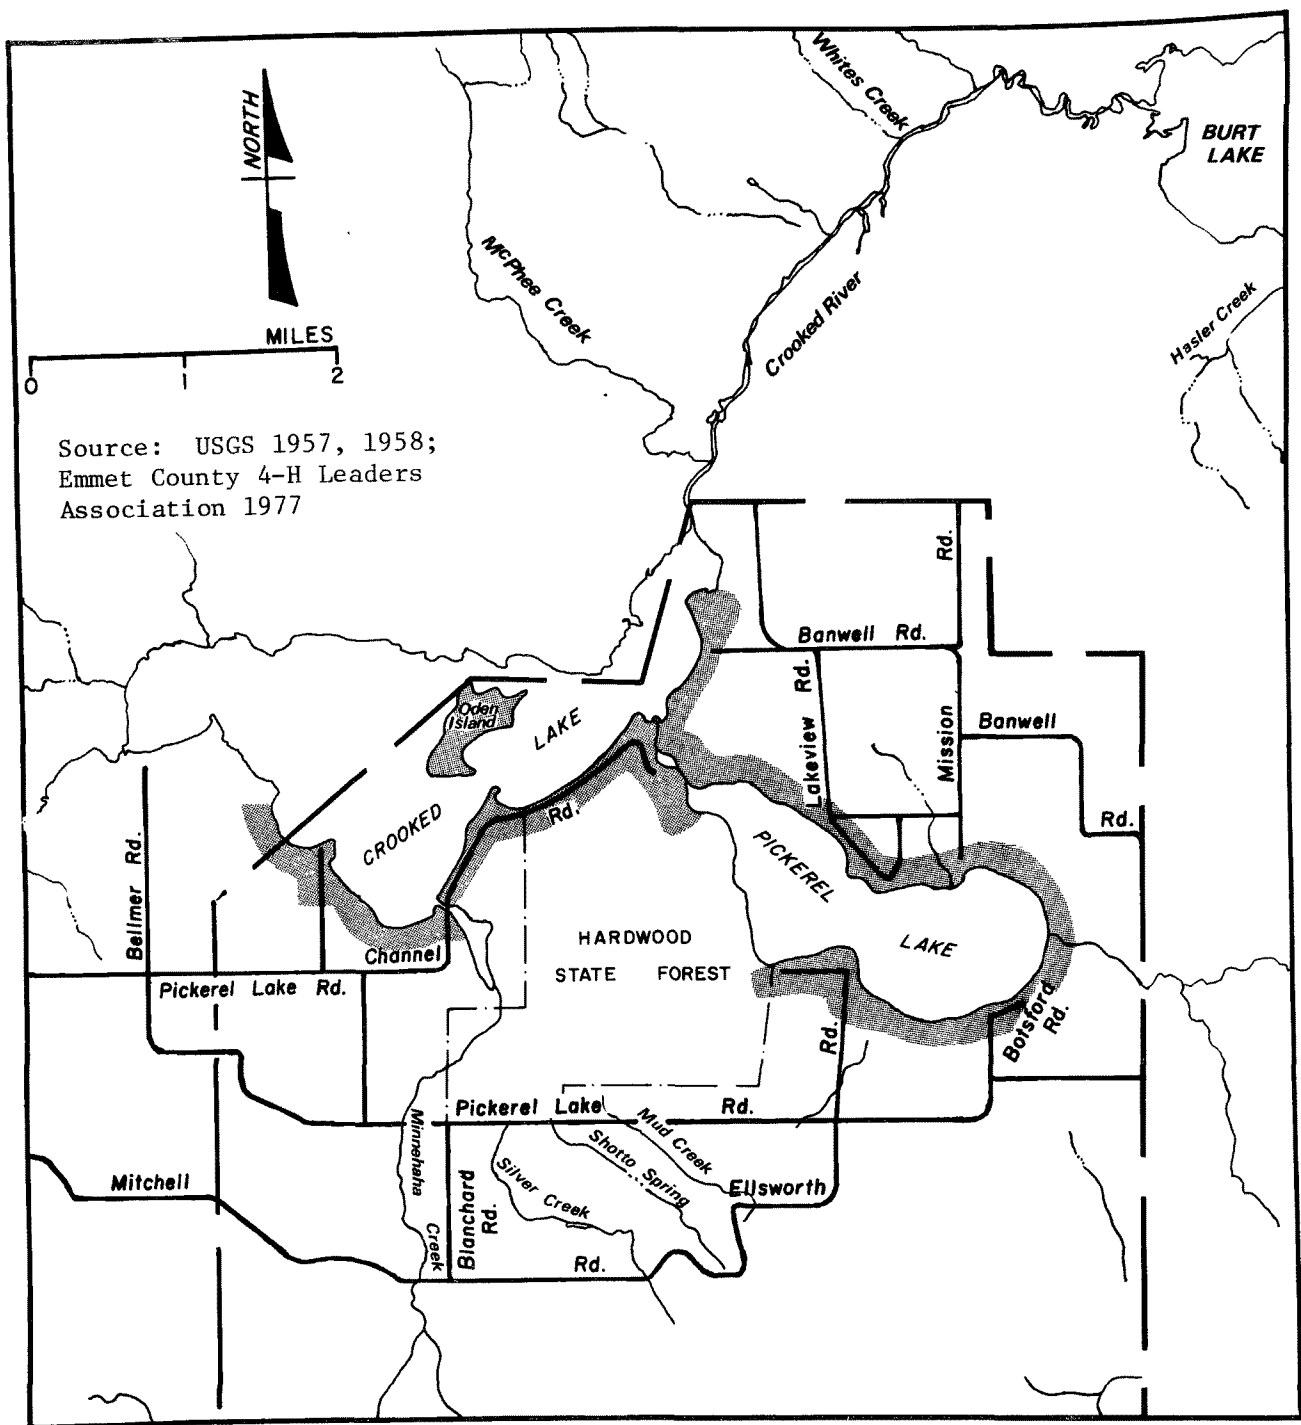 Whites Creek
BURT
LAKE
NORTH
McPhee Creek
Crooked River
Hasler Creek
MILES
0 1 2
Source: USGS 1957, 1958;
Emmet County 4-H Leaders
Association 1977
Rd.
Banwell Rd.
Oden
Island
LAKE
CROOKED
Lakeview Rd.
Mission
Banwell
Rd.
Rd.
PICKEREL
LAKE
Bellmer Rd.
Channel
HARDWOOD
STATE FOREST
Pickerel Lake Rd.
Botsford
Rd.
Rd.
Pickerel Lake Rd.
Minnehaha
Creek
Mud Creek
Shotto Spring
Silver Creek
Mitchell
Blanchard
Rd.
Ellsworth
Rd.